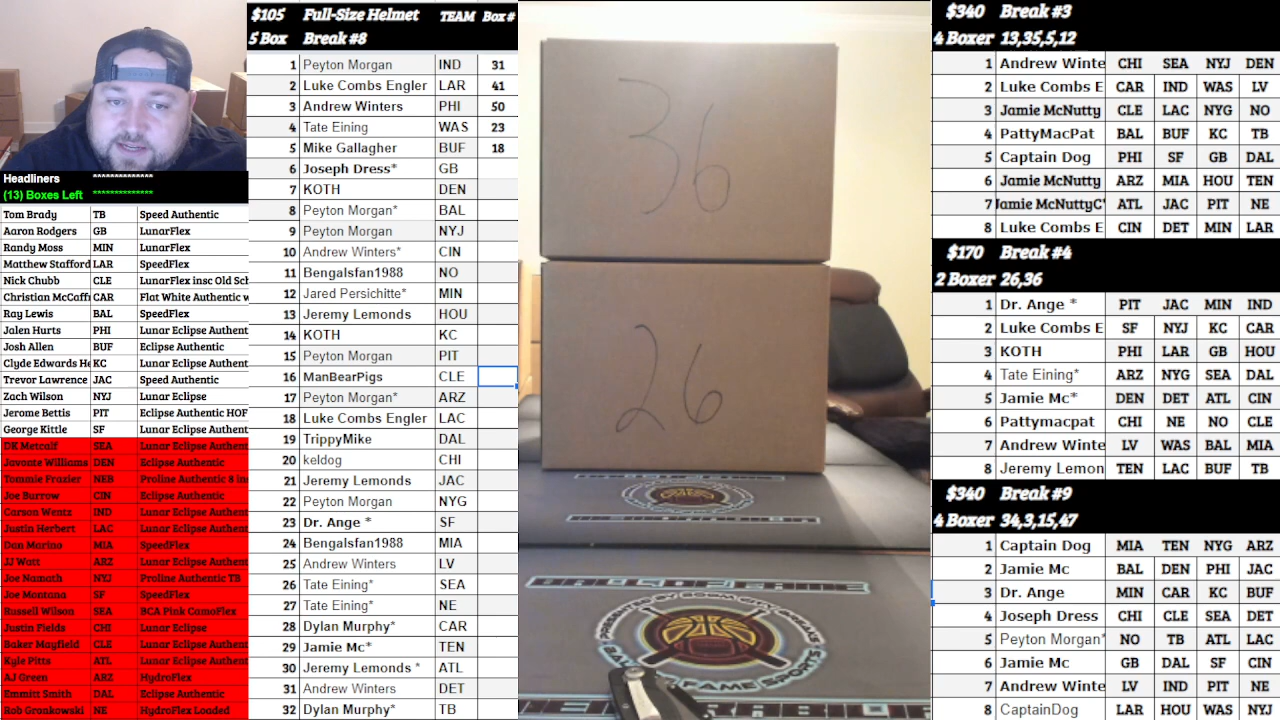 Headliners *************
(13) Boxes Left *************
Tom Brady TB Speed Authentic
Aaron Rodgers GB LunarFlex
Randy Moss MIN LunarFlex
Matthew Stafford LAR SpeedFlex
Nick Chubb CLE LunarFlex insc Old Sch
Christian McCaffr CAR Flat White Authentic w
Ray Lewis BAL SpeedFlex
Jalen Hurts PHI Lunar Eclipse Authent
Josh Allen BUF Eclipse Authentic
Clyde Edwards He KC Lunar Eclipse Authent
Trevor Lawrence JAC Speed Authentic
Zach Wilson NYJ Lunar Eclipse
Jerome Bettis PIT Eclipse Authentic HOF
George Kittle SF Lunar Eclipse Authent
DK Metcalf SEA Lunar Eclipse Authent
Javonte Williams DEN Eclipse Authentic
Tommie Frazier NEB Proline Authentic 8 in
Joe Burrow CIN Eclipse Authentic
Carson Wentz IND Lunar Eclipse Authent
Justin Herbert LAC Lunar Eclipse Authent
Dan Marino MIA SpeedFlex
JJ Watt ARZ Lunar Eclipse Authent
Joe Namath NYJ Proline Authentic TB
Joe Montana SF SpeedFlex
Russell Wilson SEA BCA Pink CamoFlex
Justin Fields CHI Lunar Eclipse
Baker Mayfield CLE Lunar Eclipse Authent
Kyle Pitts ATL Lunar Eclipse Authent
AJ Green ARZ HydroFlex
Emmitt Smith DAL Eclipse Authentic
Rob Gronkowski NE HydroFlex Loaded
$105 Full-Size Helmet TEAM Box #
5 Box Break #8
1 Peyton Morgan IND 31
2 Luke Combs Engler LAR 41
3 Andrew Winters PHI 50
4 Tate Eining WAS 23
5 Mike Gallagher BUF 18
6 Joseph Dress* GB
7 KOTH DEN
8 Peyton Morgan* BAL
9 Peyton Morgan NYJ
10 Andrew Winters* CIN
11 Bengalsfan1988 NO
12 Jared Persichitte* MIN
13 Jeremy Lemonds HOU
14 KOTH KC
15 Peyton Morgan PIT
16 ManBearPigs CLE
17 Peyton Morgan* ARZ
18 Luke Combs Engler LAC
19 TrippyMike DAL
20 keldog CHI
21 Jeremy Lemonds JAC
22 Peyton Morgan NYG
23 Dr. Ange * SF
24 Bengalsfan1988 MIA
25 Andrew Winters LV
26 Tate Eining* SEA
27 Tate Eining* NE
28 Dylan Murphy* CAR
29 Jamie Mc* TEN
30 Jeremy Lemonds * ATL
31 Andrew Winters DET
32 Dylan Murphy* TB
36
26
$340 Break #3
4 Boxer 13,35,5,12
1 Andrew Winte CHI SEA NYJ DEN
2 Luke Combs E CAR IND WAS LV
3 Jamie McNutty CLE LAC NYG NO
4 PattyMacPat BAL BUF KC TB
5 Captain Dog PHI SF GB DAL
6 Jamie McNutty ARZ MIA HOU TEN
7 Jamie McNuttyC* ATL JAC PIT NE
8 Luke Combs E CIN DET MIN LAR
$170 Break #4
2 Boxer 26,36
1 Dr. Ange * PIT JAC MIN IND
2 Luke Combs E SF NYJ KC CAR
3 KOTH PHI LAR GB HOU
4 Tate Eining* ARZ NYG SEA DAL
5 Jamie Mc* DEN DET ATL CIN
6 Pattymacpat CHI NE NO CLE
7 Andrew Winte LV WAS BAL MIA
8 Jeremy Lemon TEN LAC BUF TB
$340 Break #9
4 Boxer 34,3,15,47
1 Captain Dog MIA TEN NYG ARZ
2 Jamie Mc BAL DEN PHI JAC
3 Dr. Ange MIN CAR KC BUF
4 Joseph Dress CHI CLE SEA DET
5 Peyton Morgan* NO TB ATL LAC
6 Jamie Mc GB DAL SF CIN
7 Andrew Winte LV IND PIT NE
8 CaptainDog LAR HOU WAS NYJ